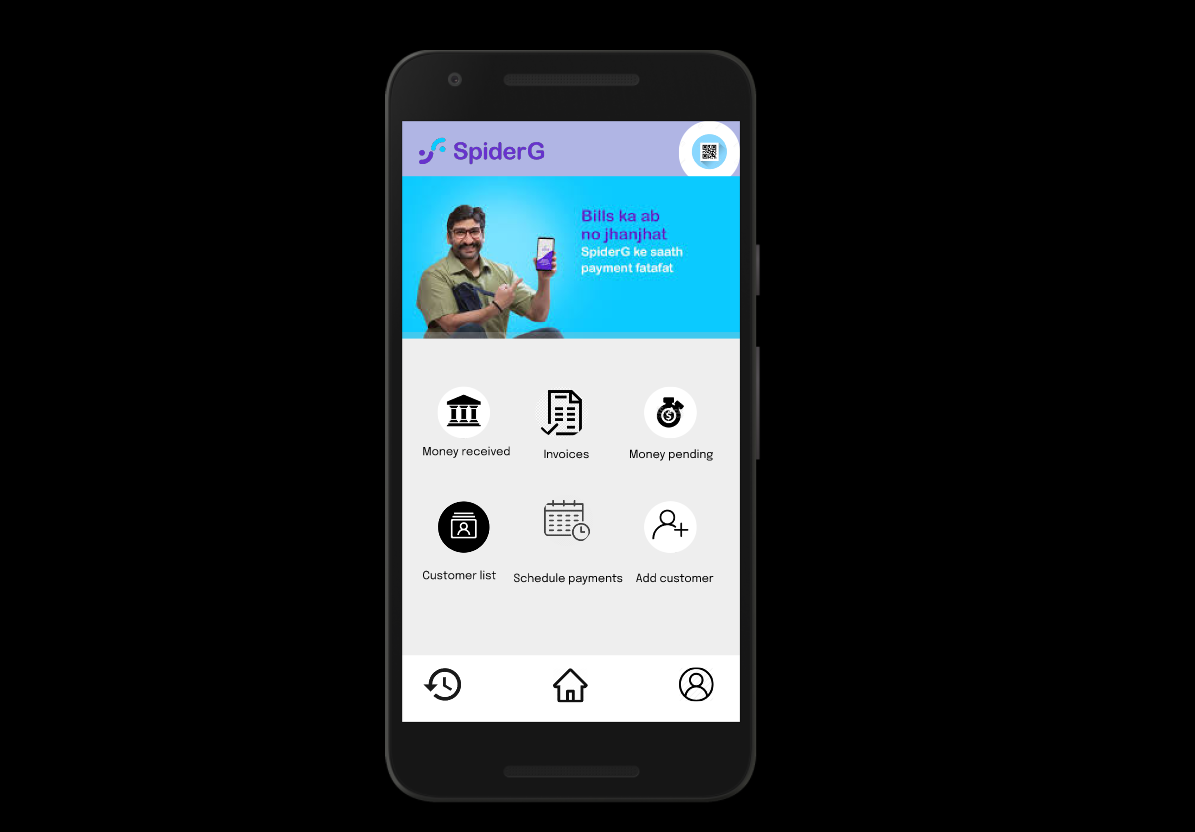 SpiderG
Bills ka ab
no jhanjhat
SpiderG ke saath
payment fatafat
Money received
Invoices
Money pending
Customer list
Schedule payments
Add customer